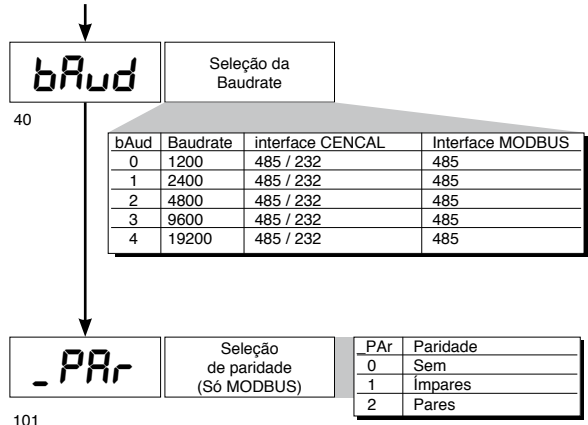 bAud
Seleção da
Baudrate
40
bAud Baudrate interface CENCAL Interface MODBUS
0 1200 485 / 232 485
1 2400 485 / 232 485
2 4800 485 / 232 485
3 9600 485 / 232 485
4 19200 485 / 232 485
_PAr
Seleção
de paridade
(Só MODBUS)
_PAr Paridade
0 Sem
1 Ímpares
2 Pares
101